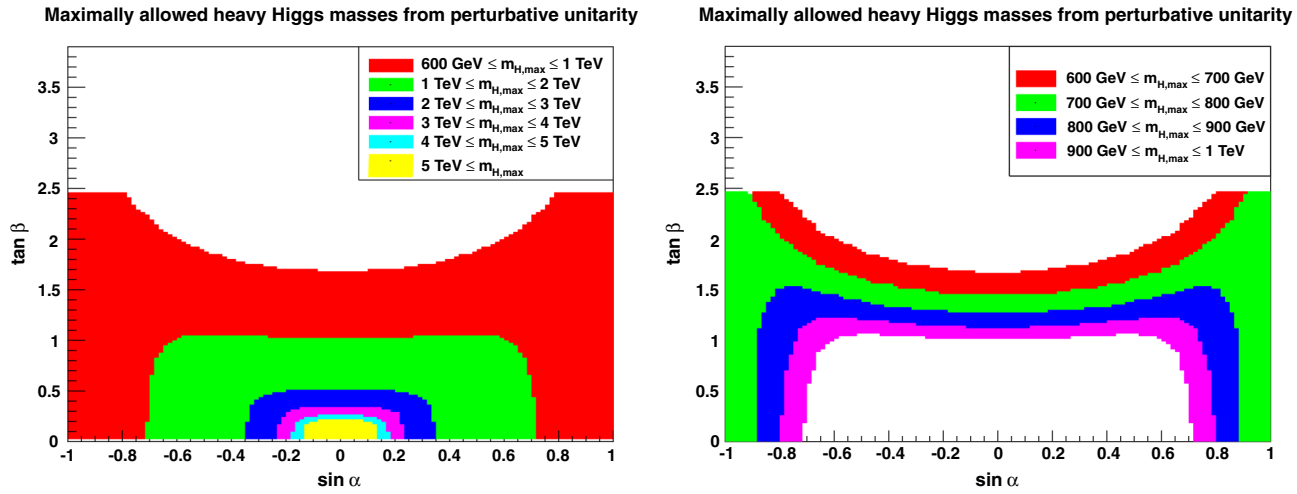 Maximally allowed heavy Higgs masses from perturbative unitarity
600 GeV ≤ m_H,max ≤ 1 TeV
1 TeV ≤ m_H,max ≤ 2 TeV
2 TeV ≤ m_H,max ≤ 3 TeV
3 TeV ≤ m_H,max ≤ 4 TeV
4 TeV ≤ m_H,max ≤ 5 TeV
5 TeV ≤ m_H,max
tan β
3.5
3
2.5
2
1.5
1
0.5
0
-1 -0.8 -0.6 -0.4 -0.2 0 0.2 0.4 0.6 0.8 1
sin α
Maximally allowed heavy Higgs masses from perturbative unitarity
600 GeV ≤ m_H,max ≤ 700 GeV
700 GeV ≤ m_H,max ≤ 800 GeV
800 GeV ≤ m_H,max ≤ 900 GeV
900 GeV ≤ m_H,max ≤ 1 TeV
tan β
3.5
3
2.5
2
1.5
1
0.5
0
-1 -0.8 -0.6 -0.4 -0.2 0 0.2 0.4 0.6 0.8 1
sin α